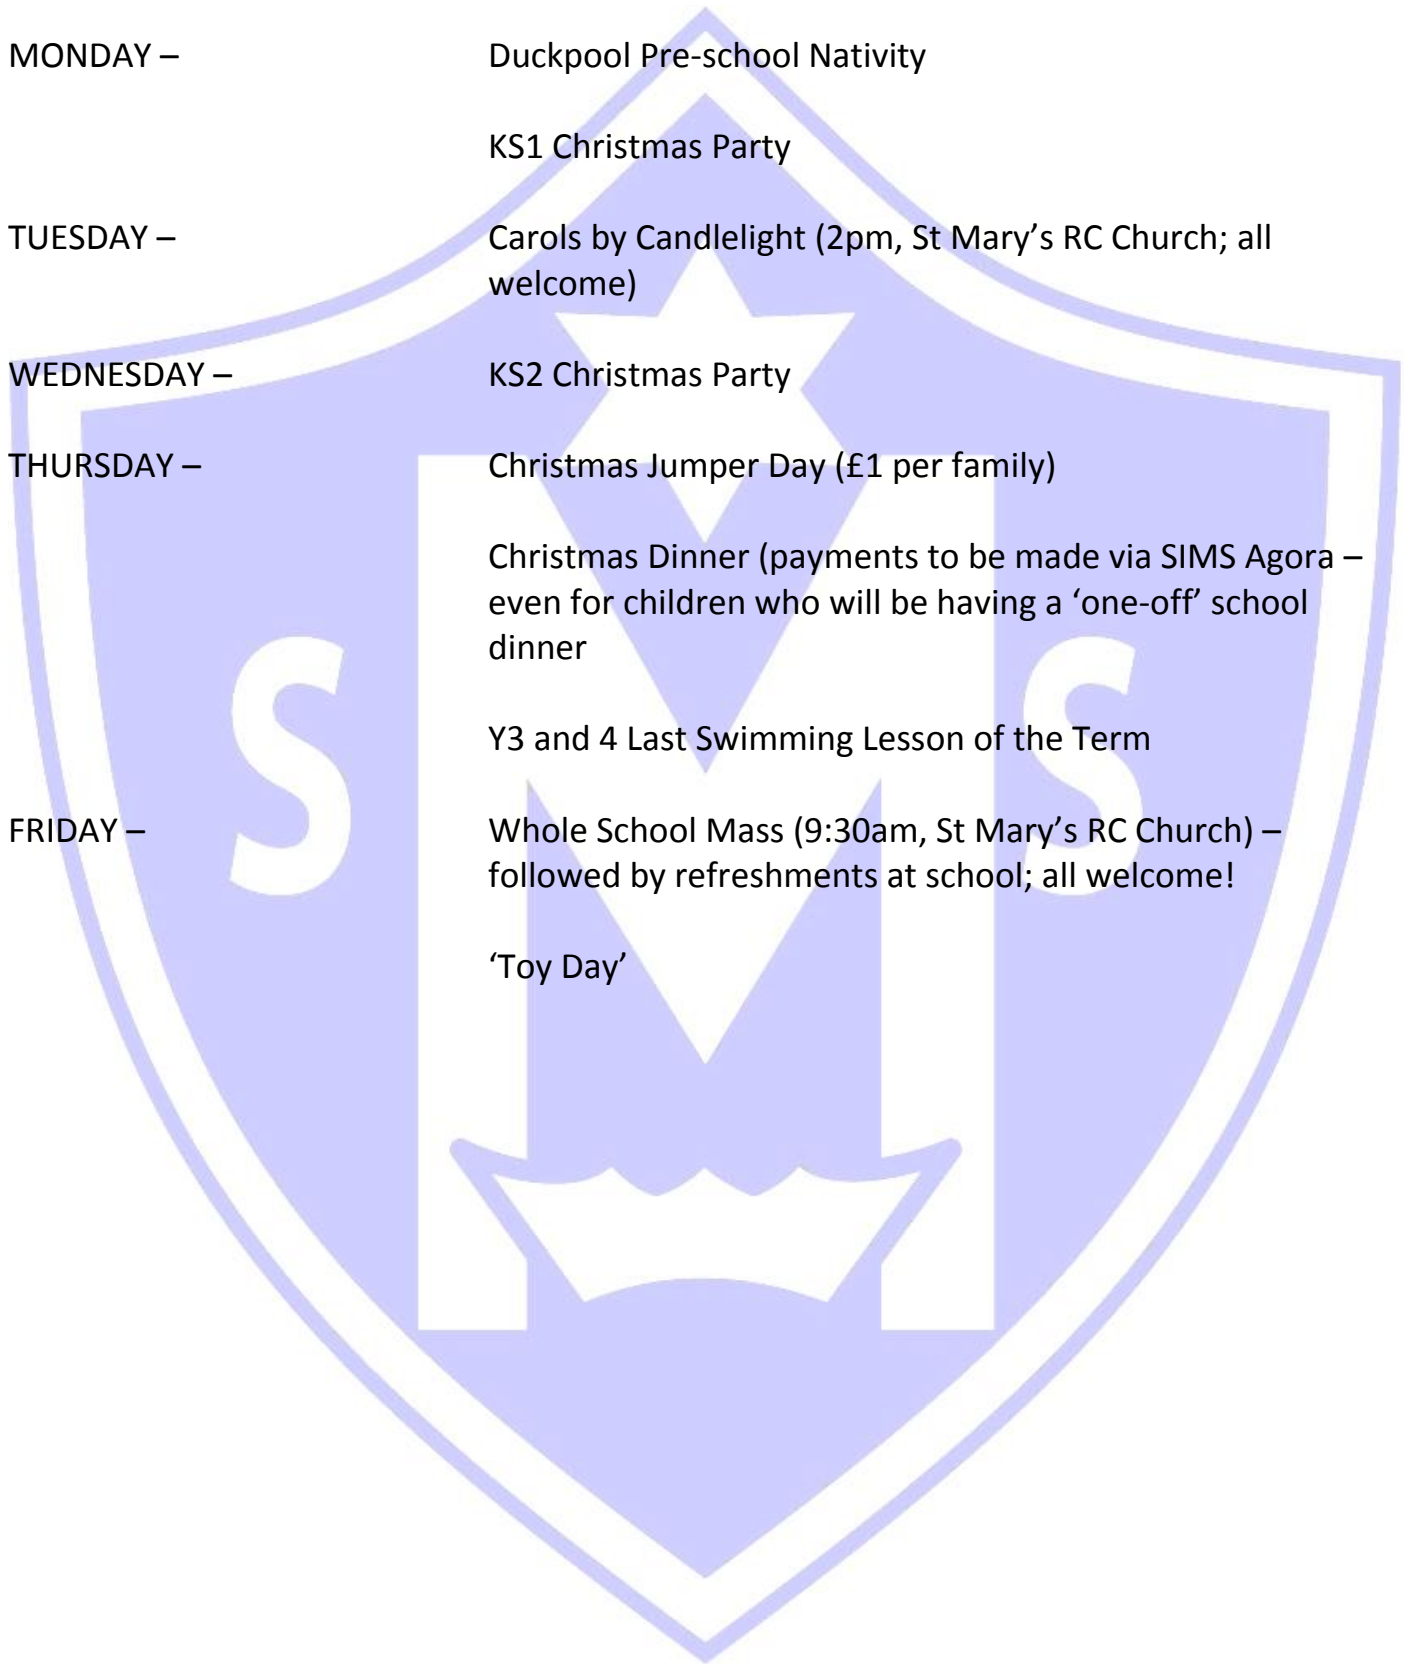 MONDAY – Duckpool Pre-school Nativity
KS1 Christmas Party
TUESDAY – Carols by Candlelight (2pm, St Mary’s RC Church; all
welcome)
WEDNESDAY – KS2 Christmas Party
THURSDAY – Christmas Jumper Day (£1 per family)
Christmas Dinner (payments to be made via SIMS Agora –
even for children who will be having a ‘one-off’ school
dinner
Y3 and 4 Last Swimming Lesson of the Term
FRIDAY – Whole School Mass (9:30am, St Mary’s RC Church) –
followed by refreshments at school; all welcome!
‘Toy Day’
S M S